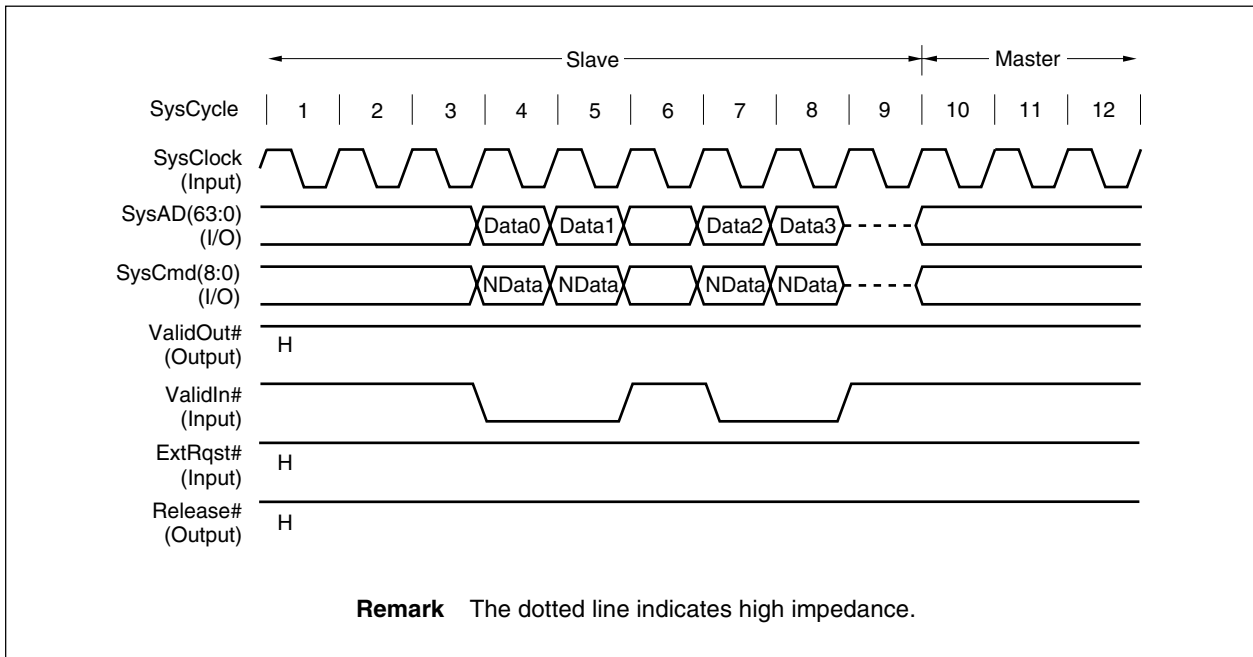 Slave Master
SysCycle 1 2 3 4 5 6 7 8 9 10 11 12
SysClock
(Input)
SysAD(63:0)
(I/O)
Data0 Data1 Data2 Data3
SysCmd(8:0)
(I/O)
NData NData NData NData
ValidOut#
(Output)
H
ValidIn#
(Input)
ExtRqst#
(Input)
H
Release#
(Output)
H
Remark The dotted line indicates high impedance.